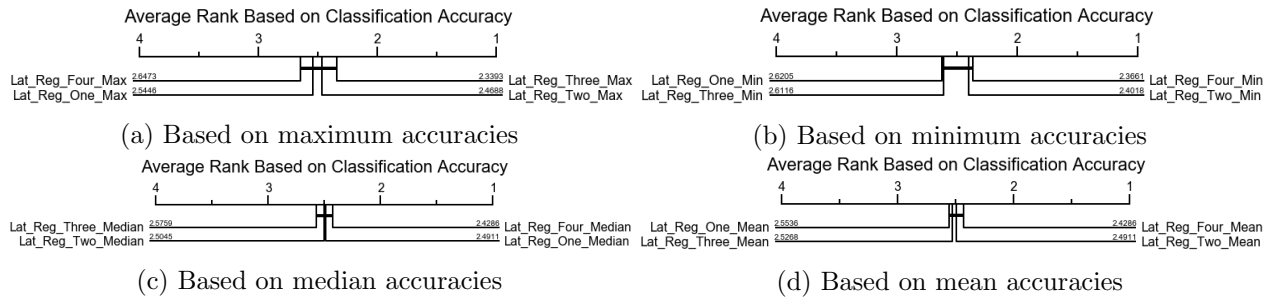 Average Rank Based on Classification Accuracy
4 3 2 1
Lat_Reg_Four_Max 2.6473 2.3393 Lat_Reg_Three_Max
Lat_Reg_One_Max 2.5446 2.4688 Lat_Reg_Two_Max
(a) Based on maximum accuracies
Average Rank Based on Classification Accuracy
4 3 2 1
Lat_Reg_One_Min 2.6205 2.3661 Lat_Reg_Four_Min
Lat_Reg_Three_Min 2.6116 2.4018 Lat_Reg_Two_Min
(b) Based on minimum accuracies
Average Rank Based on Classification Accuracy
4 3 2 1
Lat_Reg_Three_Median 2.5759 2.4286 Lat_Reg_Four_Median
Lat_Reg_Two_Median 2.5045 2.4911 Lat_Reg_One_Median
(c) Based on median accuracies
Average Rank Based on Classification Accuracy
4 3 2 1
Lat_Reg_One_Mean 2.5536 2.4286 Lat_Reg_Four_Mean
Lat_Reg_Three_Mean 2.5268 2.4911 Lat_Reg_Two_Mean
(d) Based on mean accuracies